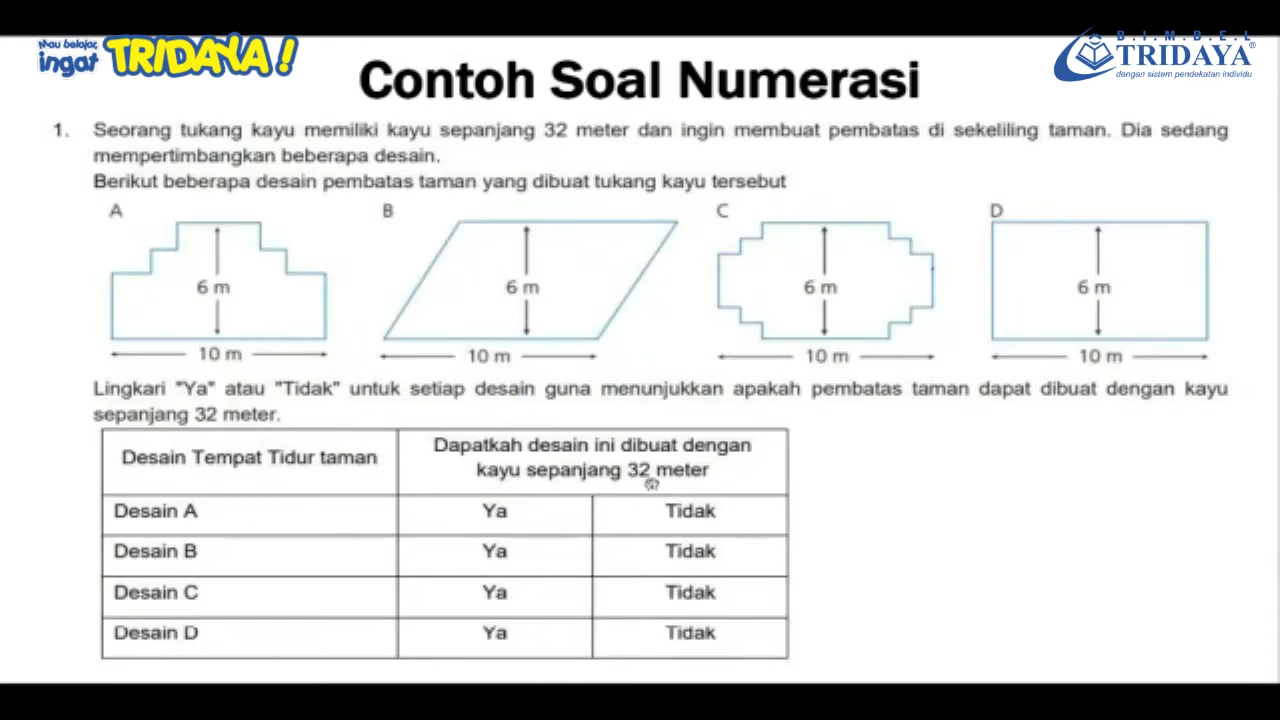 Mau belajar,
ingat TRIDAYA!
B.I.M.B.E.L
TRIDAYA®
dengan sistem pendekatan individu
Contoh Soal Numerasi
1. Seorang tukang kayu memiliki kayu sepanjang 32 meter dan ingin membuat pembatas di sekeliling taman. Dia sedang
mempertimbangkan beberapa desain.
Berikut beberapa desain pembatas taman yang dibuat tukang kayu tersebut
A B C D
6 m 6 m 6 m 6 m
10 m 10 m 10 m 10 m
Lingkari "Ya" atau "Tidak" untuk setiap desain guna menunjukkan apakah pembatas taman dapat dibuat dengan kayu
sepanjang 32 meter.
Desain Tempat Tidur taman
Dapatkah desain ini dibuat dengan
kayu sepanjang 32 meter
Desain A Ya Tidak
Desain B Ya Tidak
Desain C Ya Tidak
Desain D Ya Tidak